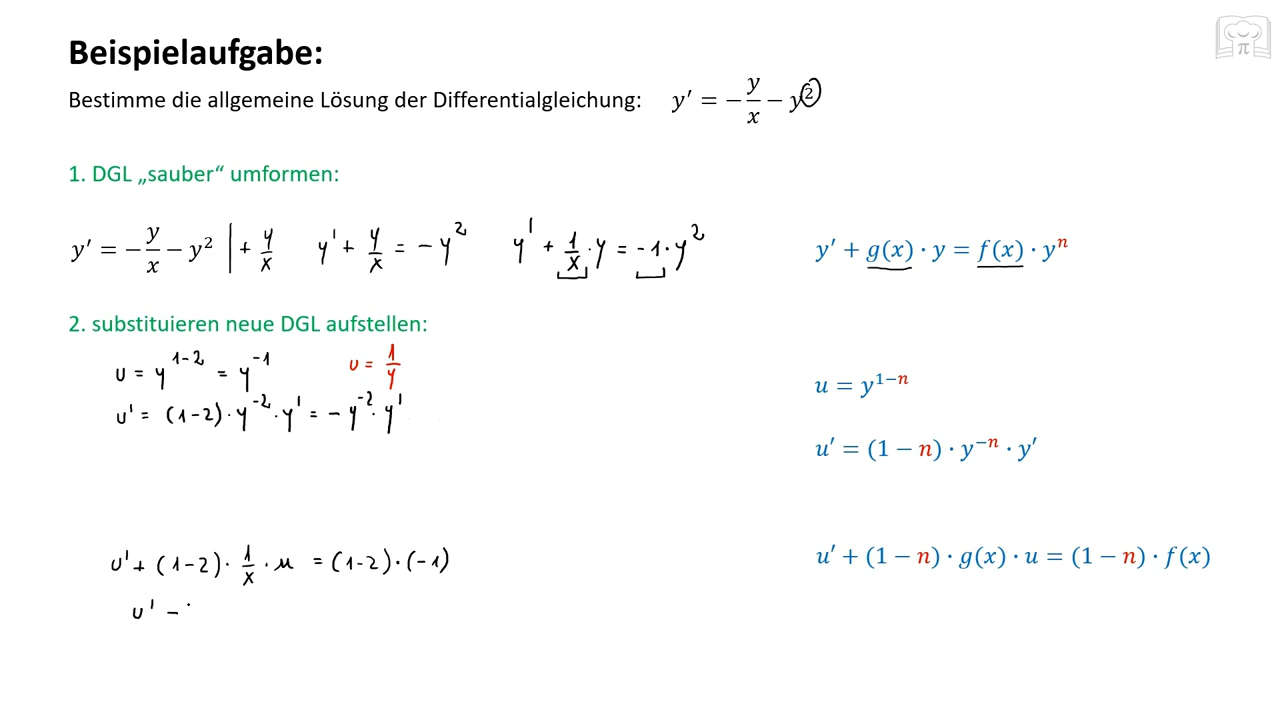 Beispielaufgabe:
Bestimme die allgemeine Lösung der Differentialgleichung: y′ = −y/x − y²
1. DGL „sauber“ umformen:
y′ = −y/x − y² | + y/x y' + y/x = − y² y' + 1/x · y = −1 · y² y′ + g(x) · y = f(x) · yⁿ
2. substituieren neue DGL aufstellen:
u = y^(1−2) = y^(−1) u = 1/y
u = y^(1−n)
u' = (1−2) · y^(−2) · y' = − y^(−2) · y'
u′ = (1 − n) · y^(−n) · y′
u' + (1−2) · 1/x · u = (1−2) · (−1) u′ + (1 − n) · g(x) · u = (1 − n) · f(x)
u' −
π